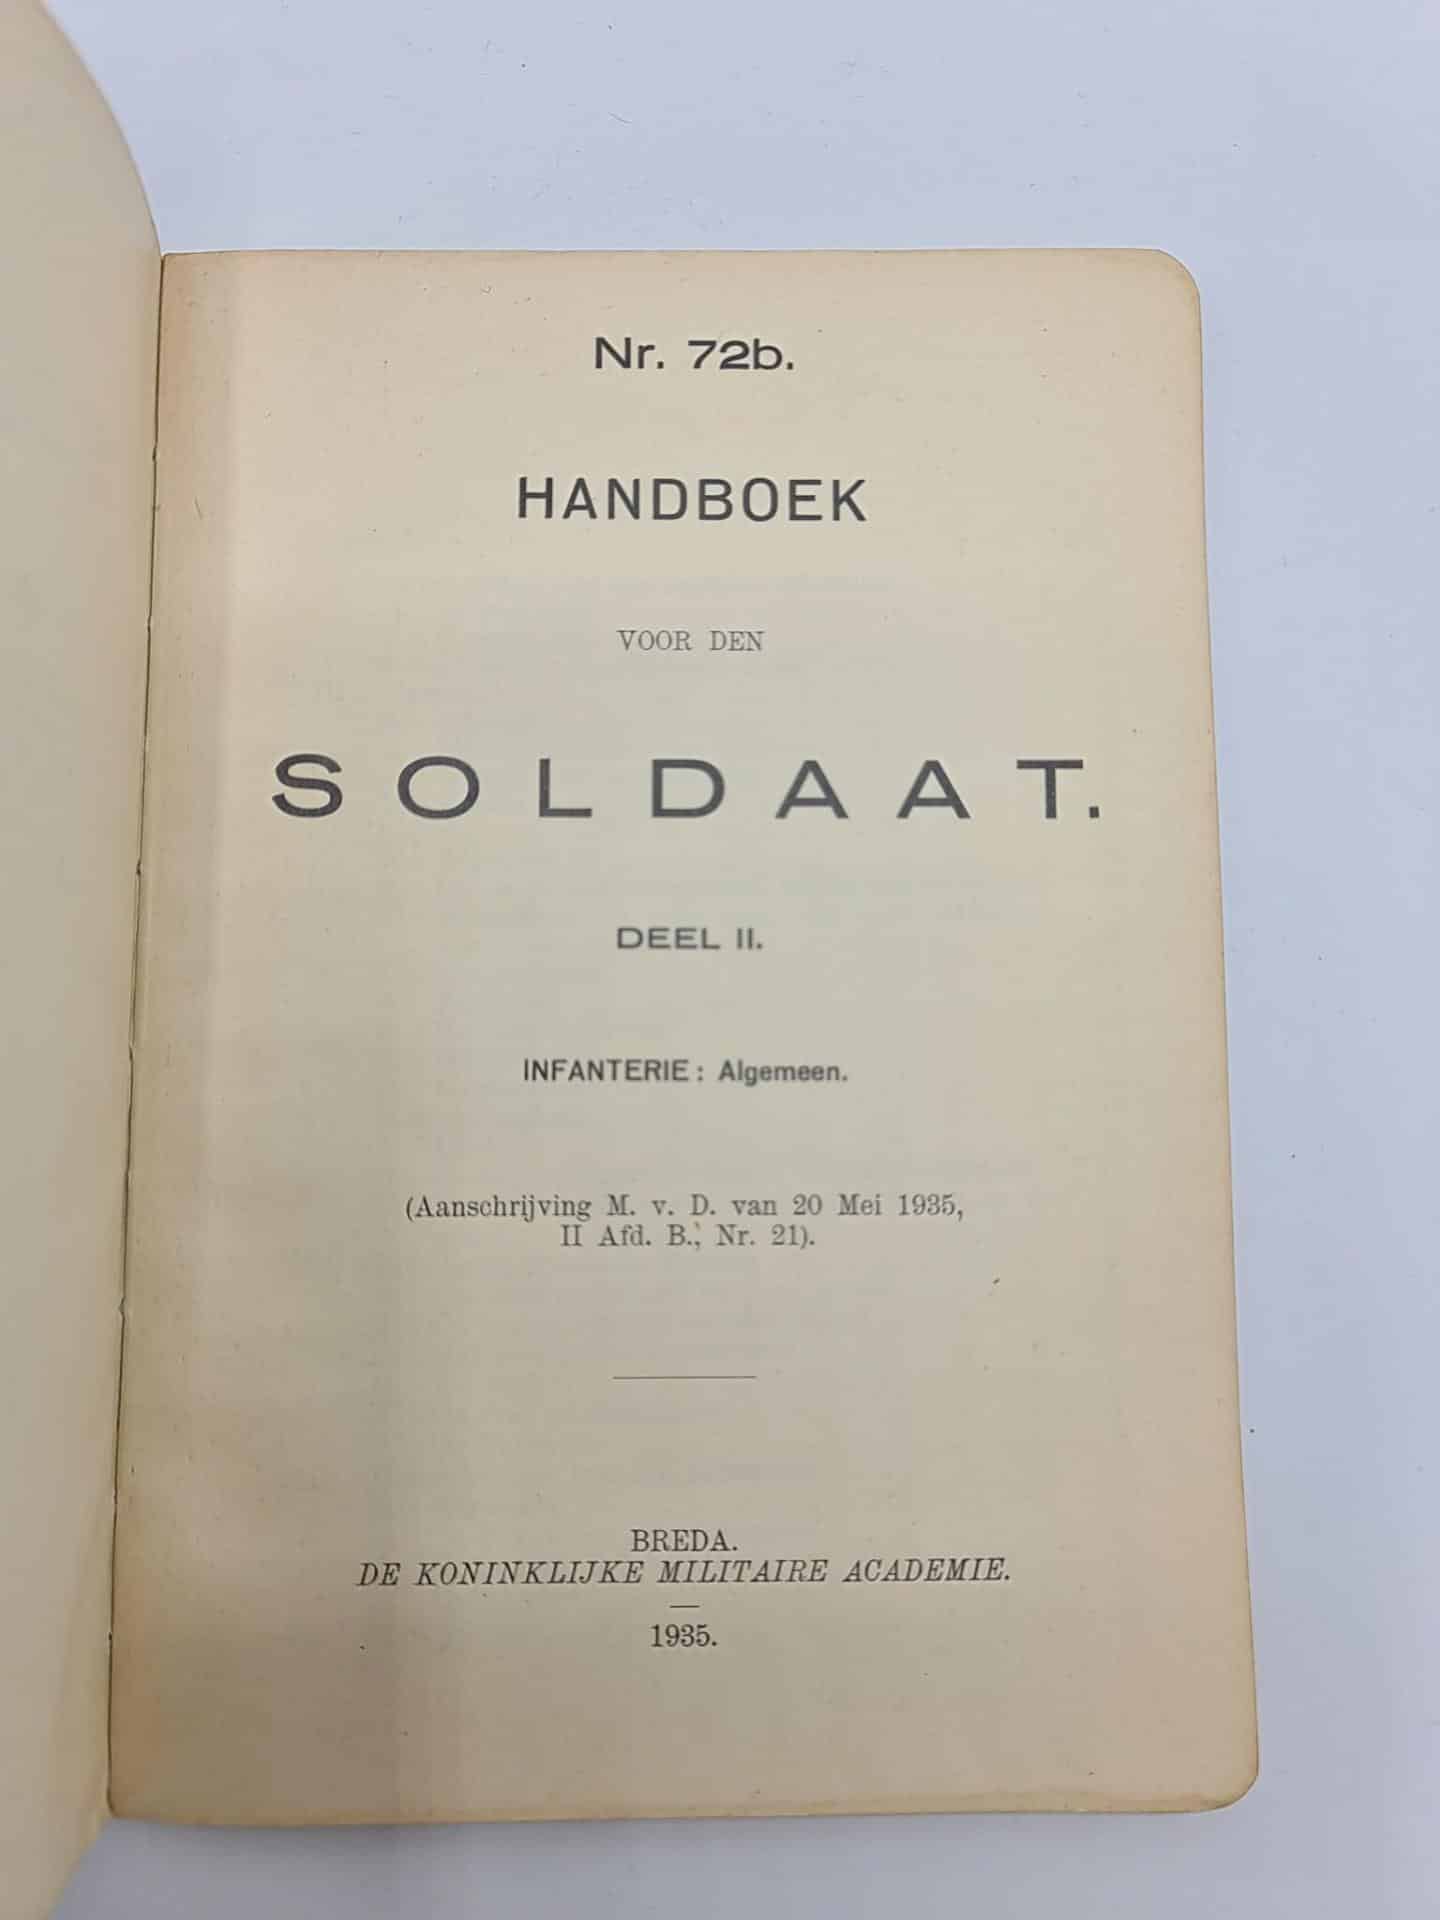 Nr. 72b.
HANDBOEK
VOOR DEN
SOLDAAT.
DEEL II.
INFANTERIE: Algemeen.
(Aanschrijving M. v. D. van 20 Mei 1935,
II Afd. B., Nr. 21).
BREDA.
DE KONINKLIJKE MILITAIRE ACADEMIE.
1935.